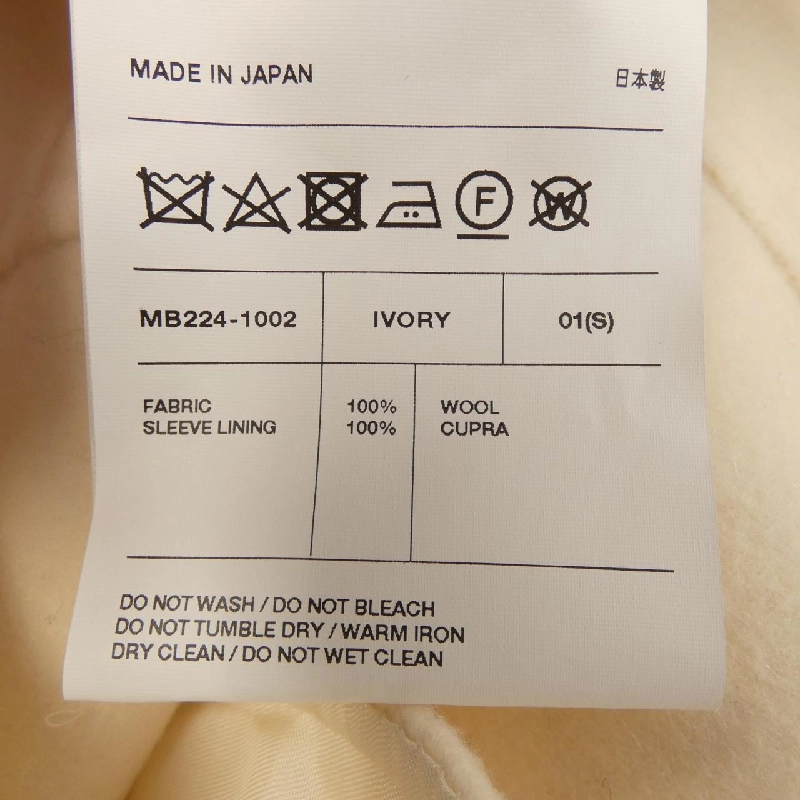 MADE IN JAPAN 日本製
F W
MB224-1002 IVORY 01(S)
FABRIC 100% WOOL
SLEEVE LINING 100% CUPRA
DO NOT WASH / DO NOT BLEACH
DO NOT TUMBLE DRY / WARM IRON
DRY CLEAN / DO NOT WET CLEAN